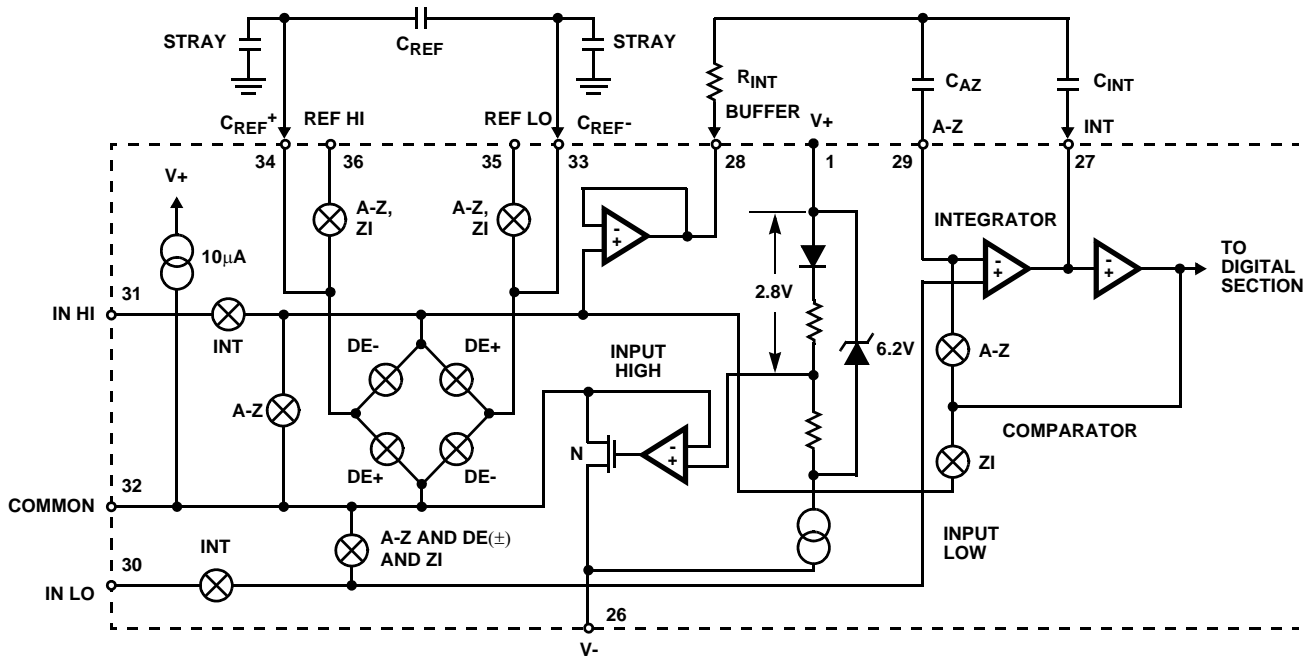 STRAY
CREF
STRAY
RINT
CAZ
CINT
CREF+
REF HI
REF LO
CREF-
BUFFER
V+
A-Z
INT
34
36
35
33
28
1
29
27
V+
A-Z,
ZI
A-Z,
ZI
10μA
2.8V
INTEGRATOR
TO
DIGITAL
SECTION
31
IN HI
INT
DE-
DE+
INPUT
HIGH
6.2V
A-Z
A-Z
N
COMPARATOR
DE+
DE-
ZI
32
COMMON
A-Z AND DE(±)
AND ZI
INPUT
LOW
INT
30
IN LO
26
V-
- +
- +
- +
- +